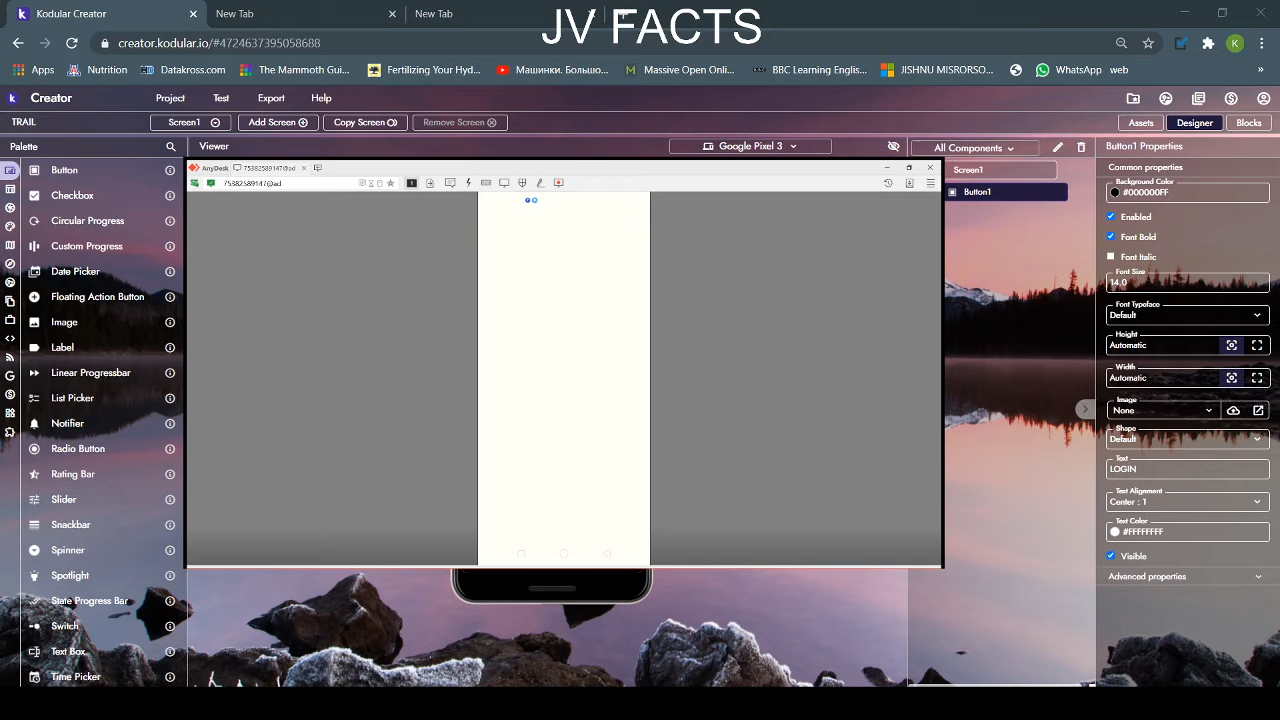 Kodular Creator
New Tab
New Tab
JV FACTS
creator.kodular.io/#4724637395058688
Apps
Nutrition
Datakross.com
The Mammoth Gui...
Fertilizing Your Hyd...
Машинки. Большо...
Massive Open Onli...
BBC Learning Englis...
JISHNU MISRORSO...
WhatsApp web
Creator
Project
Test
Export
Help
TRAIL
Screen1
Add Screen
Copy Screen
Remove Screen
Assets
Designer
Blocks
Palette
Viewer
Google Pixel 3
All Components
Button1 Properties
Button
Checkbox
Circular Progress
Custom Progress
Date Picker
Floating Action Button
Image
Label
Linear Progressbar
List Picker
Notifier
Radio Button
Rating Bar
Slider
Snackbar
Spinner
Spotlight
State Progress Bar
Switch
Text Box
Time Picker
AnyDesk
75382589147@ad
75382589147@ad
1
Screen1
Button1
Common properties
Background Color
#000000FF
Enabled
Font Bold
Font Italic
Font Size
14.0
Font Typeface
Default
Height
Automatic
Width
Automatic
Image
None
Shape
Default
Text
LOGIN
Text Alignment
Center : 1
Text Color
#FFFFFFFF
Visible
Advanced properties